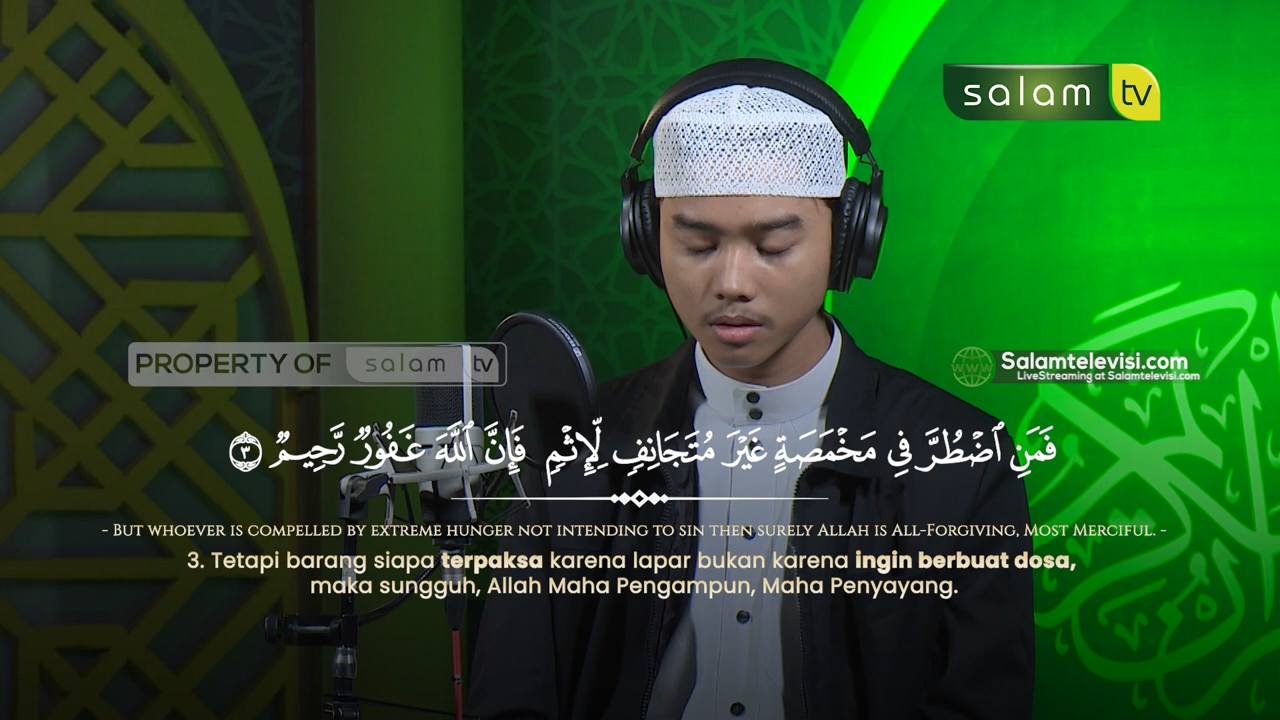 salam tv
PROPERTY OF salam tv
www Salamtelevisi.com
LiveStreaming at Salamtelevisi.com
فَمَنِ ٱضْطُرَّ فِي مَخْمَصَةٍ غَيْرَ مُتَجَانِفٍ لِّإِثْمٍ فَإِنَّ ٱللَّهَ غَفُورٌ رَّحِيمٌ ٣
- But whoever is compelled by extreme hunger not intending to sin then surely Allah is All-Forgiving, Most Merciful. -
3. Tetapi barang siapa terpaksa karena lapar bukan karena ingin berbuat dosa,
maka sungguh, Allah Maha Pengampun, Maha Penyayang.